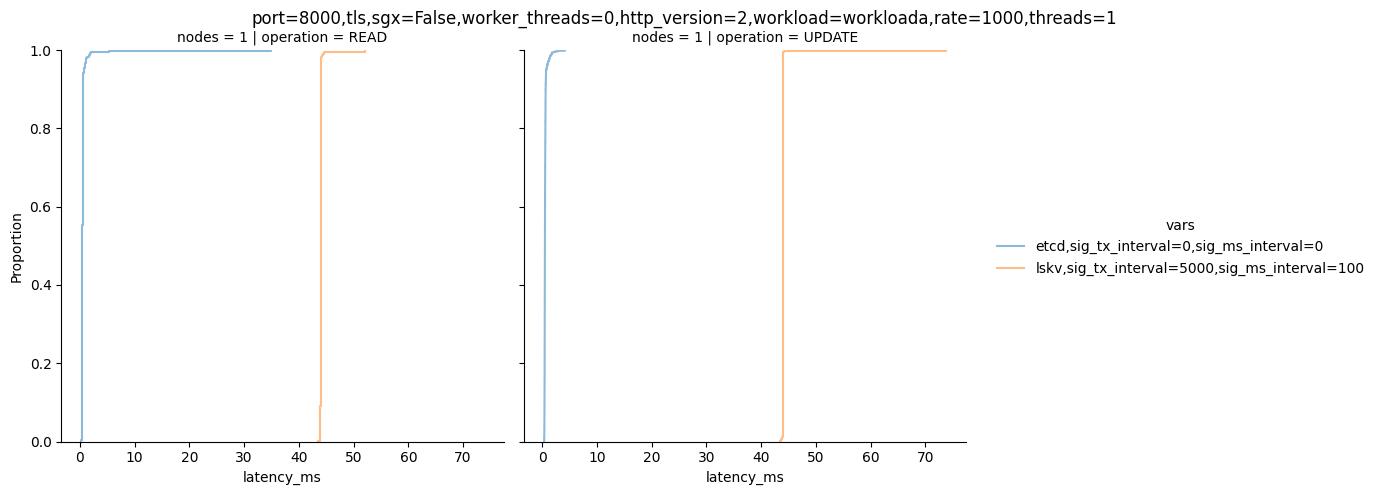 port=8000,tls,sgx=False,worker_threads=0,http_version=2,workload=workloada,rate=1000,threads=1
nodes = 1 | operation = READ
nodes = 1 | operation = UPDATE
1.0
0.8
0.6
0.4
0.2
0.0
Proportion
0 10 20 30 40 50 60 70
latency_ms
0 10 20 30 40 50 60 70
latency_ms
vars
etcd,sig_tx_interval=0,sig_ms_interval=0
lskv,sig_tx_interval=5000,sig_ms_interval=100